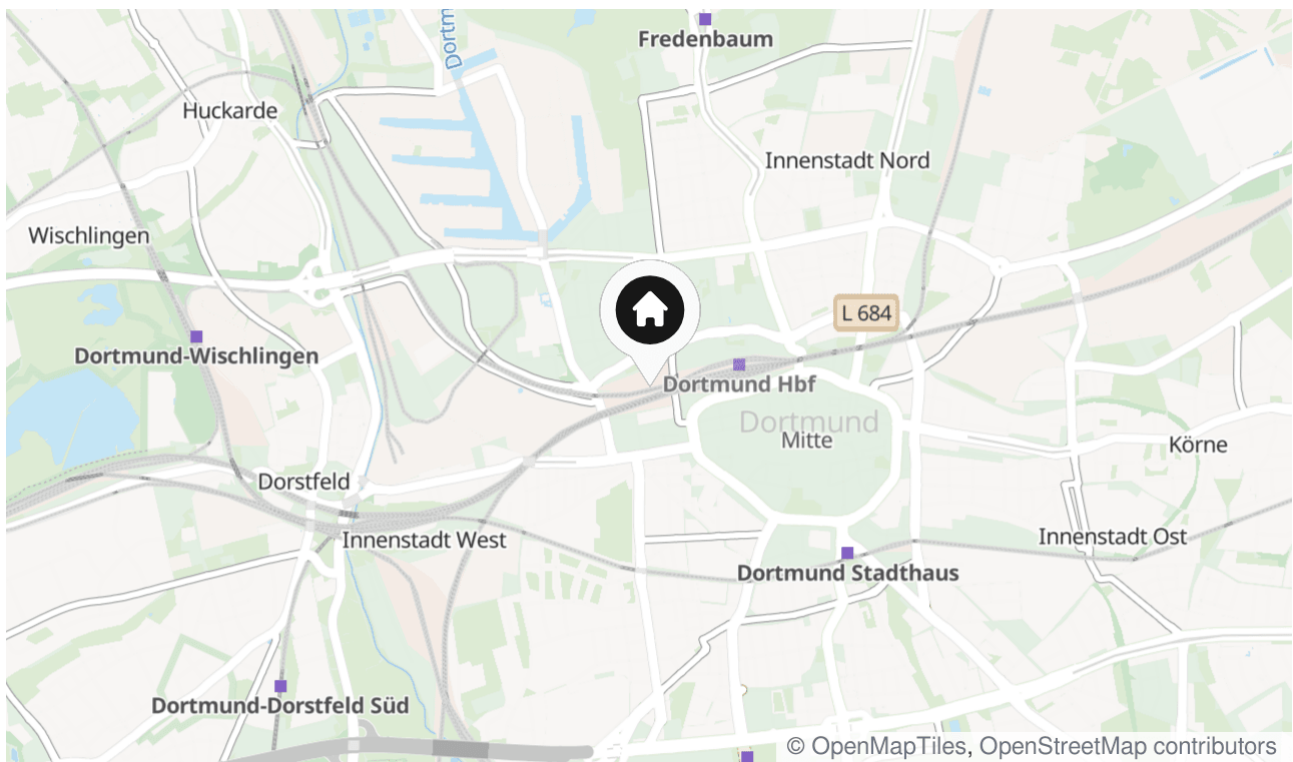 Dortm
Fredenbaum
Huckarde
Innenstadt Nord
Wischlingen
L 684
Dortmund-Wischlingen
Dortmund Hbf
Dortmund
Mitte
Körne
Dorstfeld
Innenstadt West
Innenstadt Ost
Dortmund Stadthaus
Dortmund-Dorstfeld Süd
© OpenMapTiles, OpenStreetMap contributors